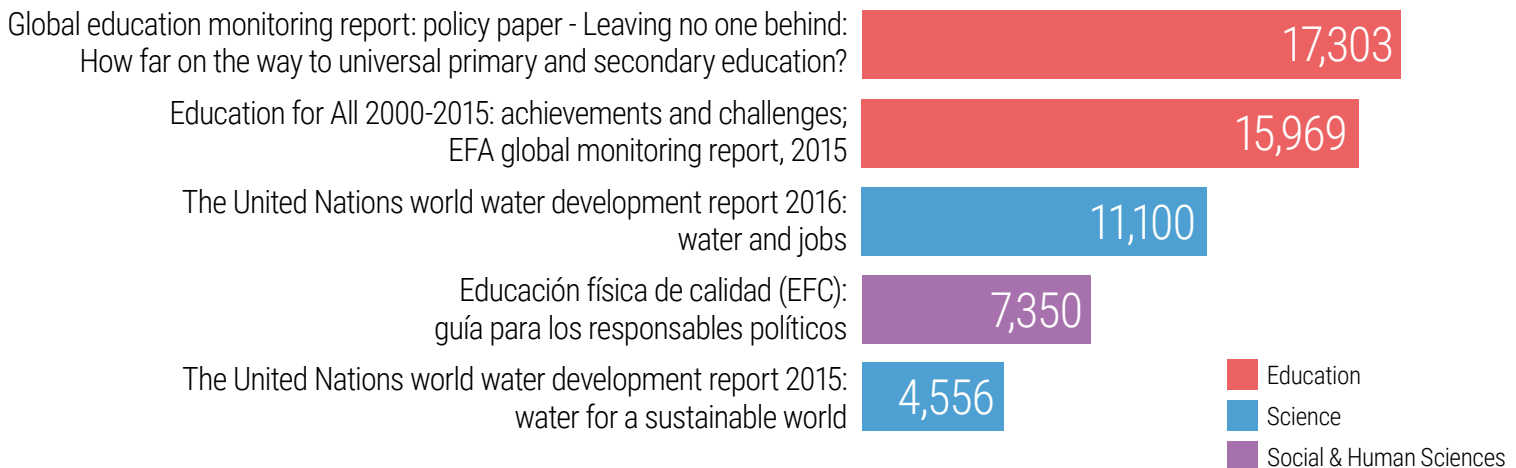 Global education monitoring report: policy paper - Leaving no one behind:
How far on the way to universal primary and secondary education?
17,303
Education for All 2000-2015: achievements and challenges;
EFA global monitoring report, 2015
15,969
The United Nations world water development report 2016:
water and jobs
11,100
Educación física de calidad (EFC):
guía para los responsables políticos
7,350
The United Nations world water development report 2015:
water for a sustainable world
4,556
Education
Science
Social & Human Sciences